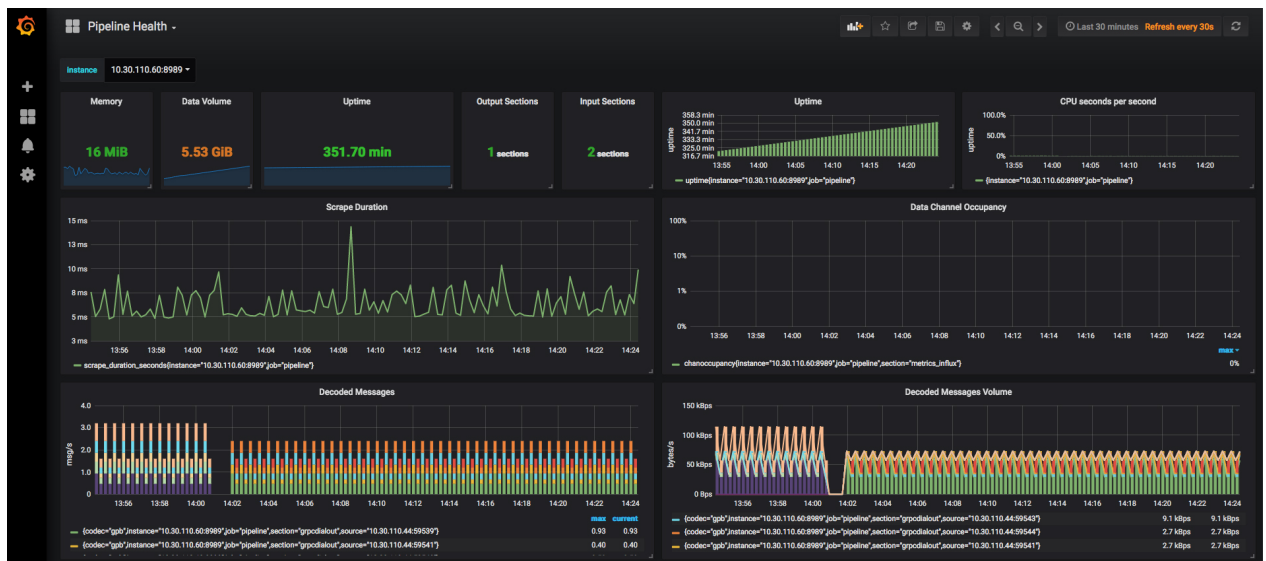 Pipeline Health
Last 30 minutes Refresh every 30s
instance 10.30.110.60:8989
Memory
16 MiB
Data Volume
5.53 GiB
Uptime
351.70 min
Output Sections
1 sections
Input Sections
2 sections
Uptime
uptime
358.3 min
350.0 min
341.7 min
333.3 min
325.0 min
316.7 min
13:55 14:00 14:05 14:10 14:15 14:20
uptime{instance="10.30.110.60:8989",job="pipeline"}
CPU seconds per second
uptime
100.0%
50.0%
0%
13:55 14:00 14:05 14:10 14:15 14:20
{instance="10.30.110.60:8989",job="pipeline"}
Scrape Duration
15 ms
13 ms
10 ms
8 ms
5 ms
3 ms
13:56 13:58 14:00 14:02 14:04 14:06 14:08 14:10 14:12 14:14 14:16 14:18 14:20 14:22 14:24
scrape_duration_seconds{instance="10.30.110.60:8989",job="pipeline"}
Data Channel Occupancy
100%
10%
1%
0%
13:56 13:58 14:00 14:02 14:04 14:06 14:08 14:10 14:12 14:14 14:16 14:18 14:20 14:22 14:24
max
chanoccupancy{instance="10.30.110.60:8989",job="pipeline",section="metrics_influx"} 0%
Decoded Messages
msg/s
4.0
3.0
2.0
1.0
0
13:56 13:58 14:00 14:02 14:04 14:06 14:08 14:10 14:12 14:14 14:16 14:18 14:20 14:22 14:24
max current
{codec="gpb",instance="10.30.110.60:8989",job="pipeline",section="grpcdialout",source="10.30.110.44:59539"} 0.93 0.93
{codec="gpb",instance="10.30.110.60:8989",job="pipeline",section="grpcdialout",source="10.30.110.44:59541"} 0.40 0.40
Decoded Messages Volume
bytes/s
150 kBps
100 kBps
50 kBps
0 Bps
13:56 13:58 14:00 14:02 14:04 14:06 14:08 14:10 14:12 14:14 14:16 14:18 14:20 14:22 14:24
{codec="gpb",instance="10.30.110.60:8989",job="pipeline",section="grpcdialout",source="10.30.110.44:59543"} 9.1 kBps 9.1 kBps
{codec="gpb",instance="10.30.110.60:8989",job="pipeline",section="grpcdialout",source="10.30.110.44:59544"} 2.7 kBps 2.7 kBps
{codec="gpb",instance="10.30.110.60:8989",job="pipeline",section="grpcdialout",source="10.30.110.44:59541"} 2.7 kBps 2.7 kBps